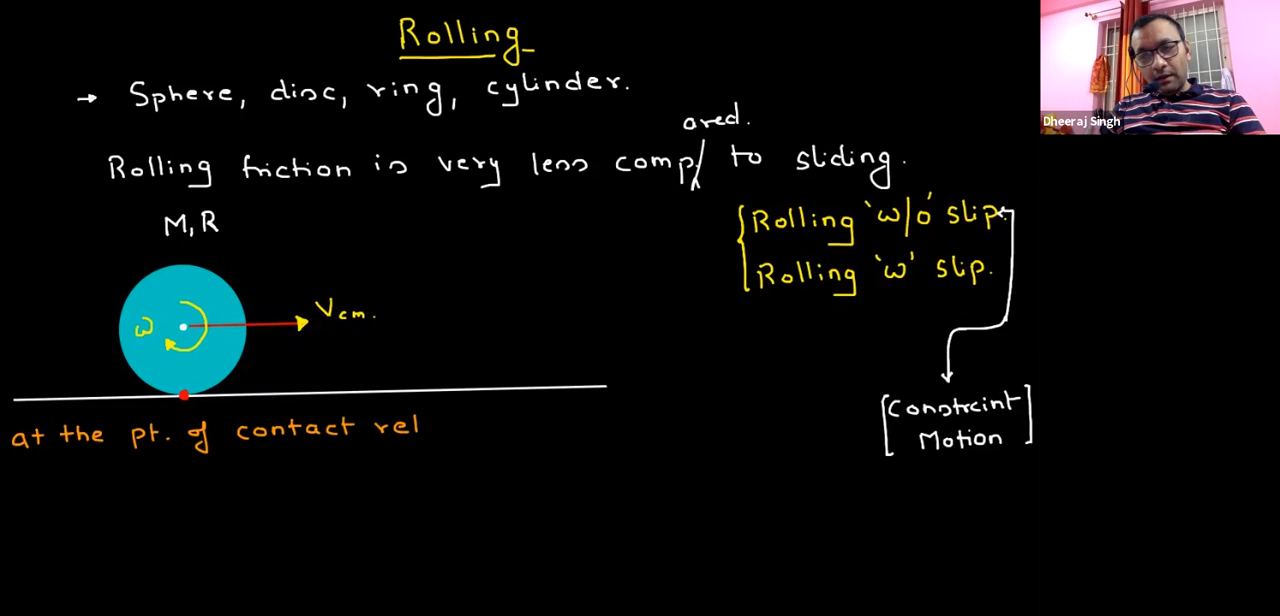 Rolling
→ Sphere, disc, ring, cylinder.
ared.
Rolling friction is very less comp/ to sliding.
M, R
Rolling 'w/o' slip.
Rolling 'w' slip.
ω
Vcm.
[Constraint
Motion]
at the pt. of contact rel
Dheeraj Singh